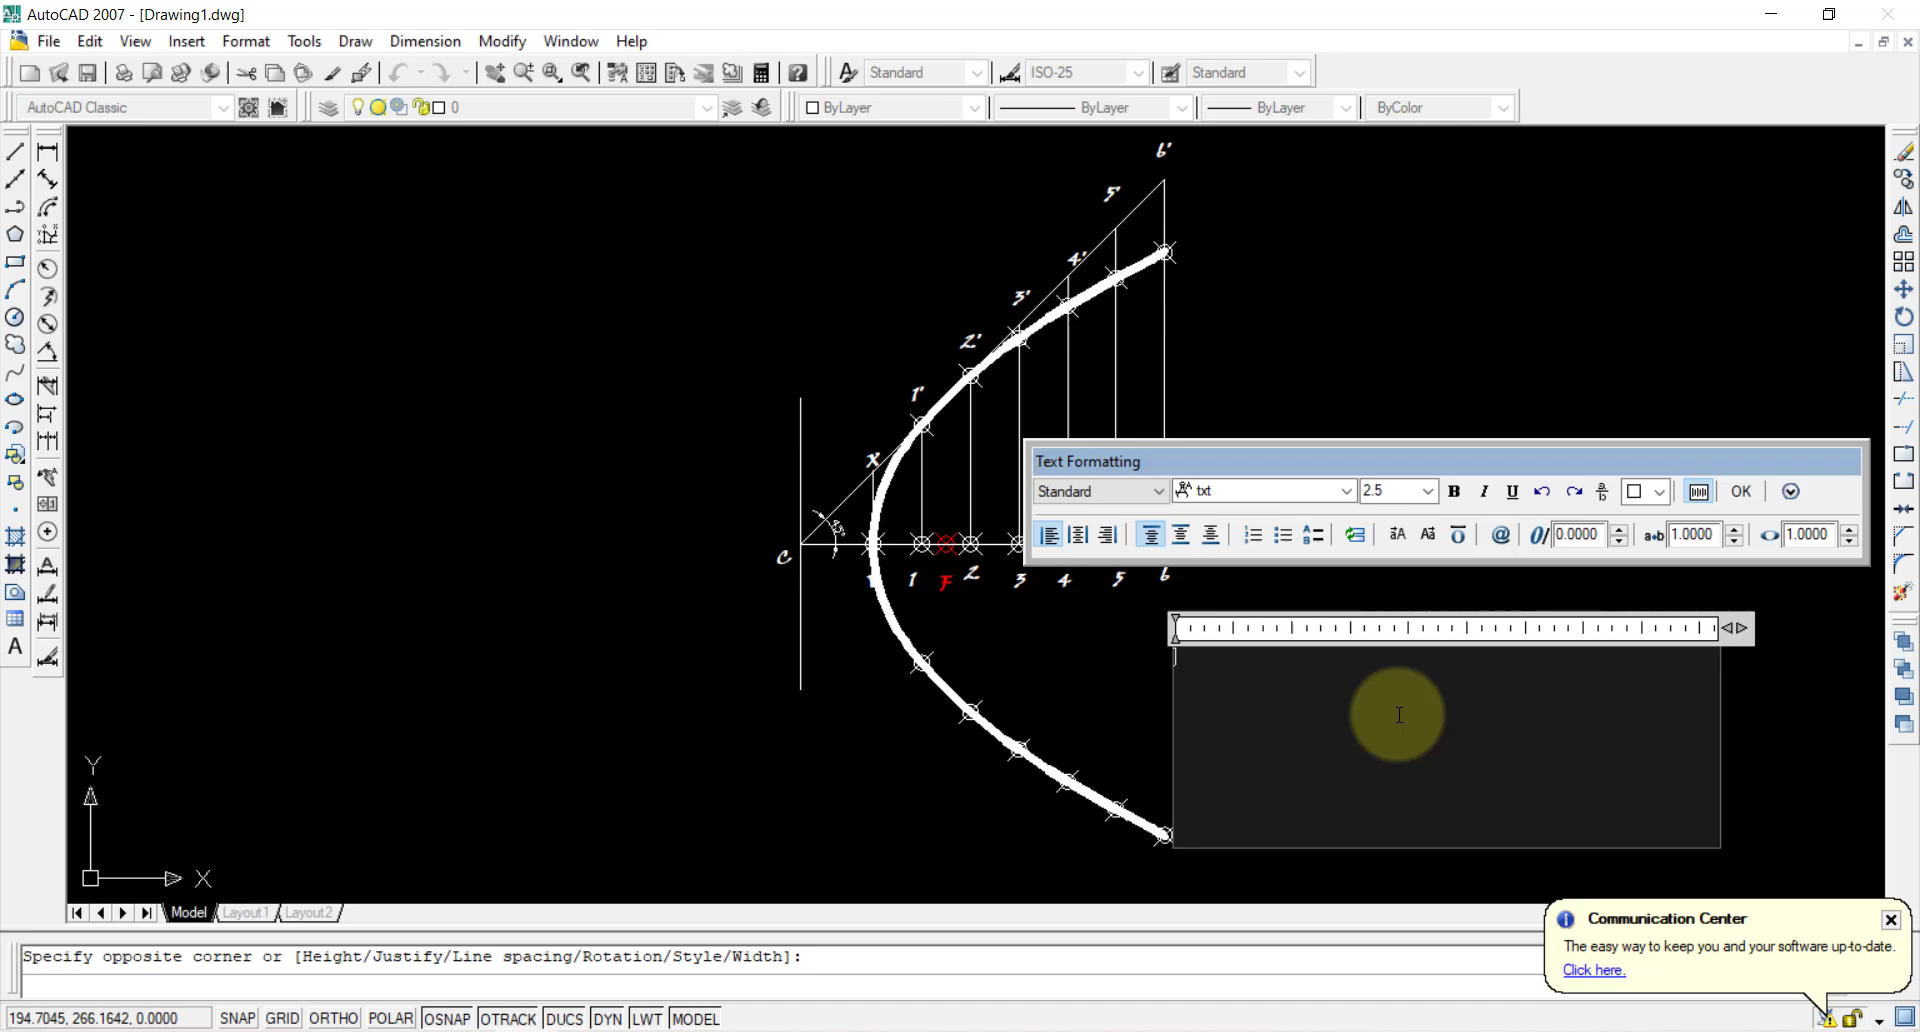 AutoCAD 2007 - [Drawing1.dwg]
File Edit View Insert Format Tools Draw Dimension Modify Window Help
Standard ISO-25 Standard
AutoCAD Classic 0 ByLayer ByLayer ByLayer ByColor
6'
5'
4'
3'
2'
1'
X
45°
C
1 F 2 3 4 5 6
Text Formatting
Standard txt 2.5 B I U OK
@ 0/ 0.0000 a•b 1.0000 1.0000
Y
X
Model Layout1 Layout2
Specify opposite corner or [Height/Justify/Line spacing/Rotation/Style/Width]:
Communication Center
The easy way to keep you and your software up-to-date.
Click here.
194.7045, 266.1642, 0.0000 SNAP GRID ORTHO POLAR OSNAP OTRACK DUCS DYN LWT MODEL